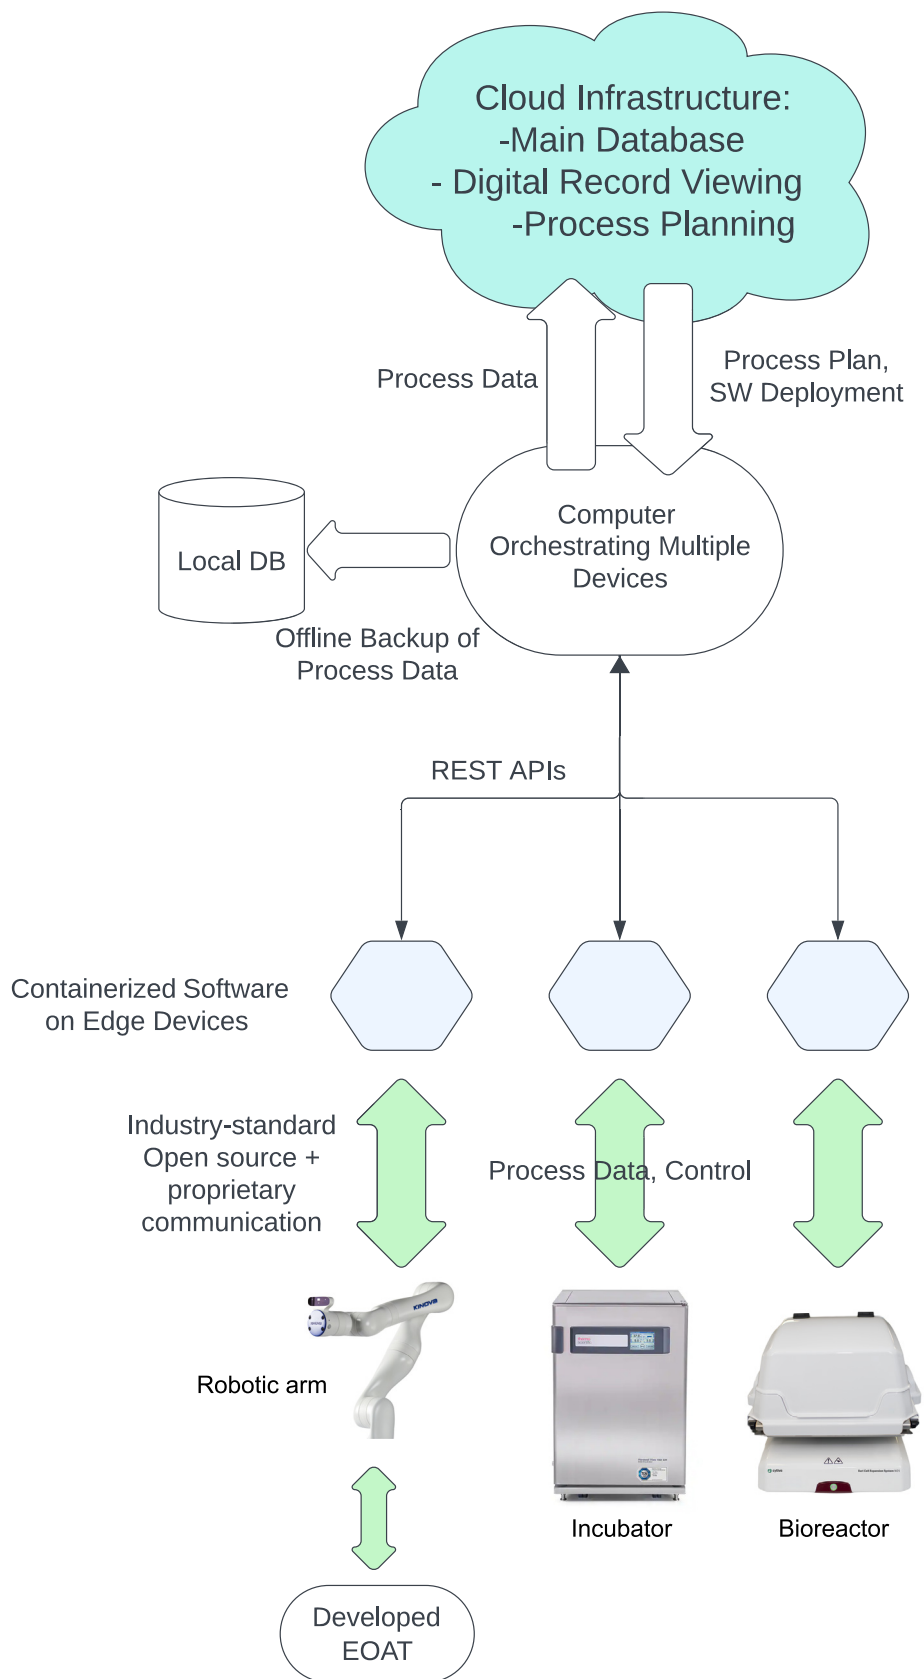 Cloud Infrastructure:
-Main Database
- Digital Record Viewing
-Process Planning
Process Data
Process Plan,
SW Deployment
Computer
Orchestrating Multiple
Devices
Local DB
Offline Backup of
Process Data
REST APIs
Containerized Software
on Edge Devices
Industry-standard
Open source +
proprietary
communication
Process Data, Control
KINOVA
Robotic arm
Incubator
Bioreactor
Developed
EOAT